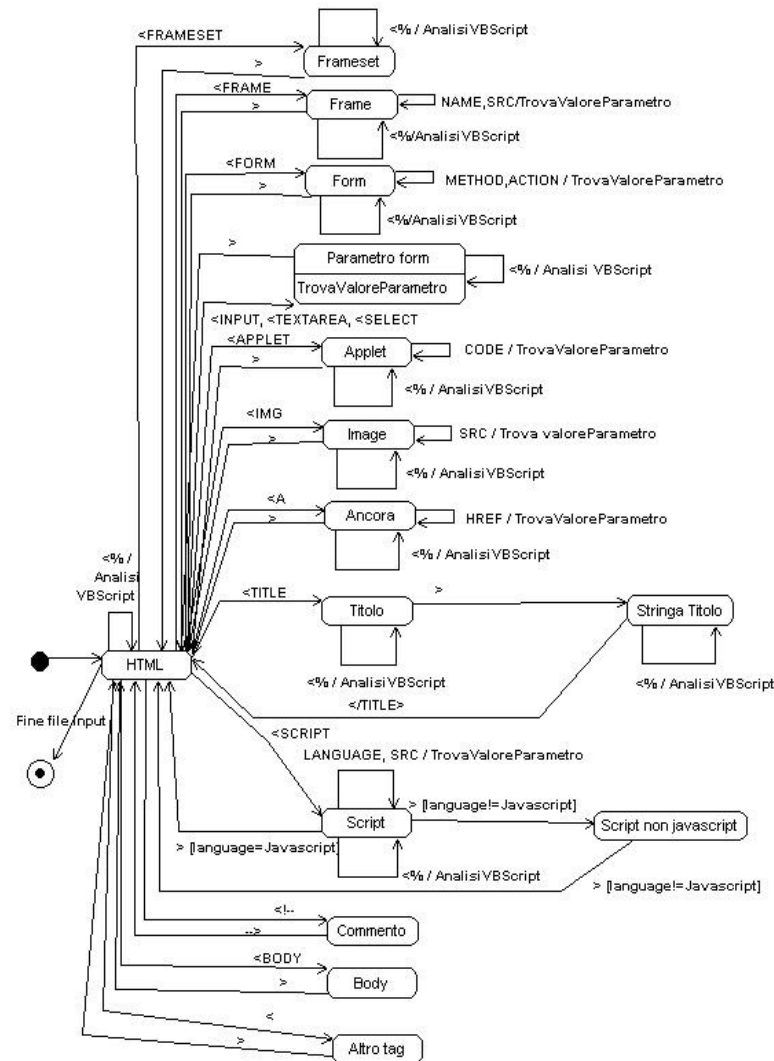 <% / AnalisiVBScript
<FRAMESET
>
Frameset
<FRAME
>
Frame
NAME,SRC/TrovaValoreParametro
<%/AnalisiVBScript
<FORM
>
Form
METHOD,ACTION / TrovaValoreParametro
<%/AnalisiVBScript
>
Parametro form
TrovaValoreParametro
<% / Analisi VBScript
<INPUT, <TEXTAREA, <SELECT
<APPLET
>
Applet
CODE / TrovaValoreParametro
<% / AnalisiVBScript
<IMG
>
Image
SRC / Trova valoreParametro
<% / AnalisiVBScript
<A
>
Ancora
HREF / TrovaValoreParametro
<% / AnalisiVBScript
<% /
Analisi
VBScript
<TITLE
Titolo
>
Stringa Titolo
HTML
<% / AnalisiVBScript
<% / AnalisiVBScript
</TITLE>
Fine file input
<SCRIPT
LANGUAGE, SRC / TrovaValoreParametro
> [language!=Javascript]
Script
Script non javascript
> [language=Javascript]
<% / AnalisiVBScript
> [language!=Javascript]
<!--
-->
Commento
<BODY
>
Body
<
>
Altro tag